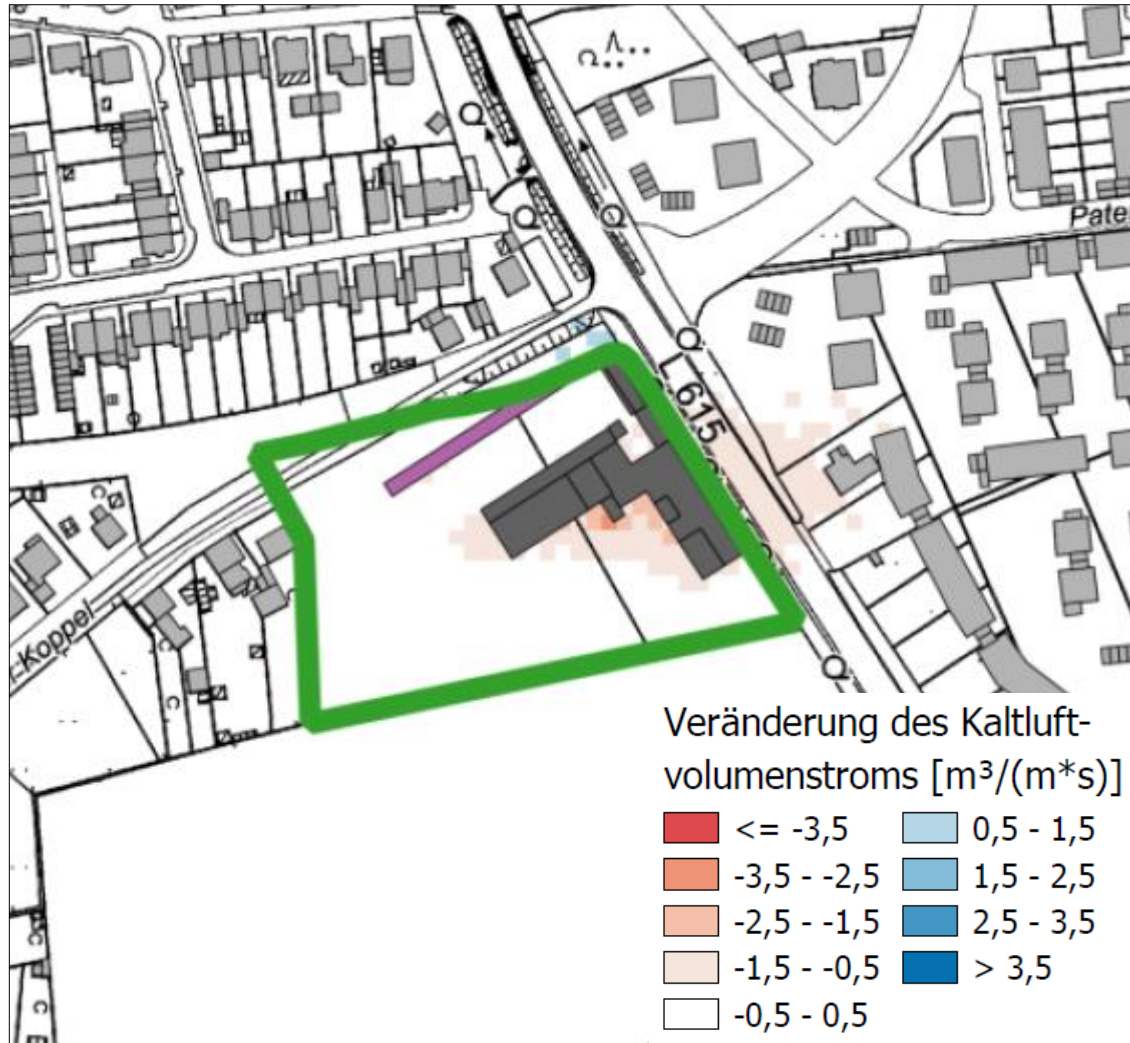 Pate
L 615
-Koppel
C
C
C
C
C
C
Veränderung des Kaltluft-
volumenstroms [m³/(m*s)]
<= -3,5
0,5 - 1,5
-3,5 - -2,5
1,5 - 2,5
-2,5 - -1,5
2,5 - 3,5
-1,5 - -0,5
> 3,5
-0,5 - 0,5